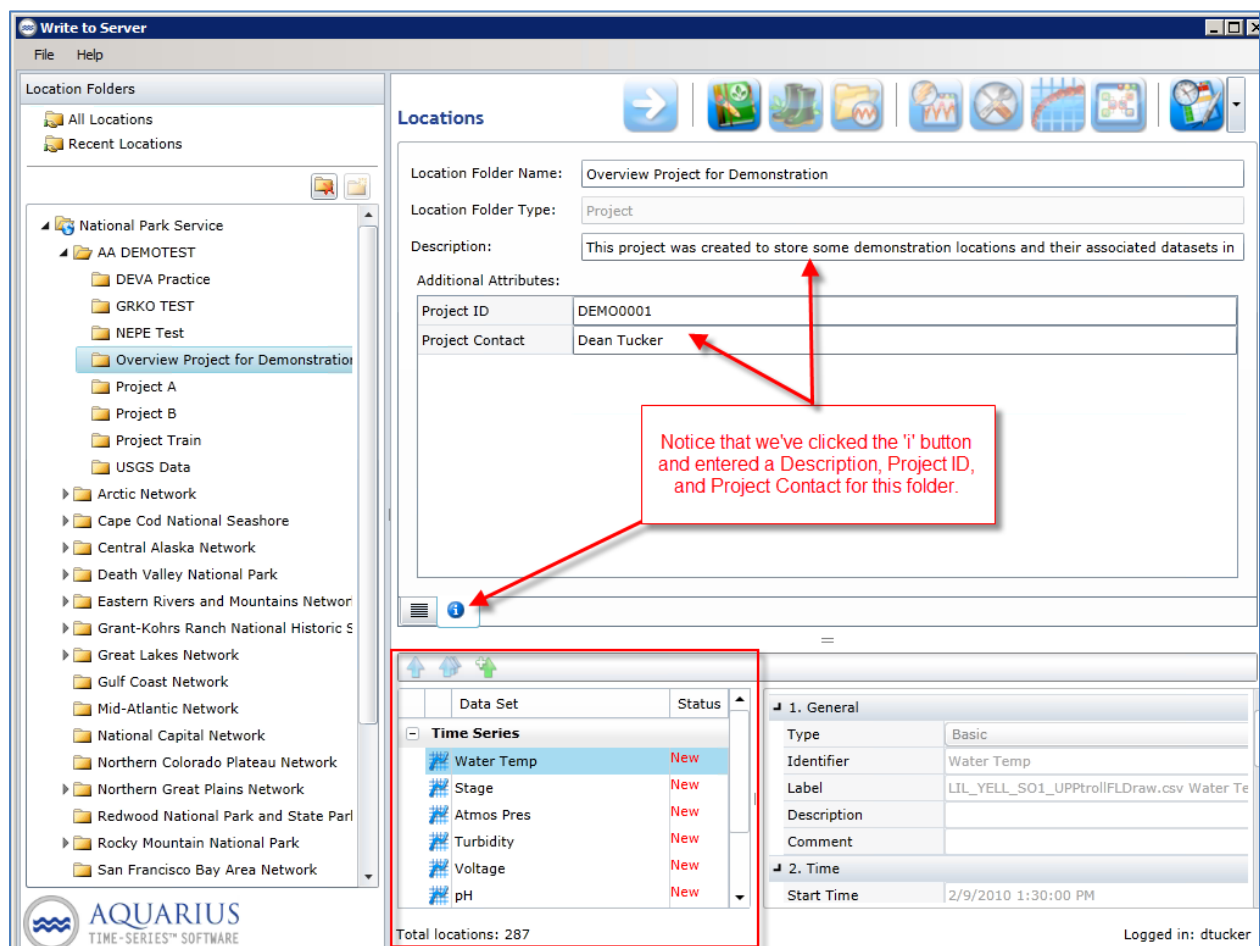 Write to Server
File Help
Location Folders
All Locations
Recent Locations
National Park Service
AA DEMOTEST
DEVA Practice
GRKO TEST
NEPE Test
Overview Project for Demonstration
Project A
Project B
Project Train
USGS Data
Arctic Network
Cape Cod National Seashore
Central Alaska Network
Death Valley National Park
Eastern Rivers and Mountains Networ
Grant-Kohrs Ranch National Historic S
Great Lakes Network
Gulf Coast Network
Mid-Atlantic Network
National Capital Network
Northern Colorado Plateau Network
Northern Great Plains Network
Redwood National Park and State Parl
Rocky Mountain National Park
San Francisco Bay Area Network
AQUARIUS
TIME-SERIES™ SOFTWARE
Locations
Location Folder Name: Overview Project for Demonstration
Location Folder Type: Project
Description: This project was created to store some demonstration locations and their associated datasets in
Additional Attributes:
Project ID DEMO0001
Project Contact Dean Tucker
Notice that we've clicked the 'i' button
and entered a Description, Project ID,
and Project Contact for this folder.
Data Set Status
Time Series
Water Temp New
Stage New
Atmos Pres New
Turbidity New
Voltage New
pH New
Total locations: 287
1. General
Type Basic
Identifier Water Temp
Label LIL_YELL_SO1_UPPtrollFLDraw.csv Water Te
Description
Comment
2. Time
Start Time 2/9/2010 1:30:00 PM
Logged in: dtucker